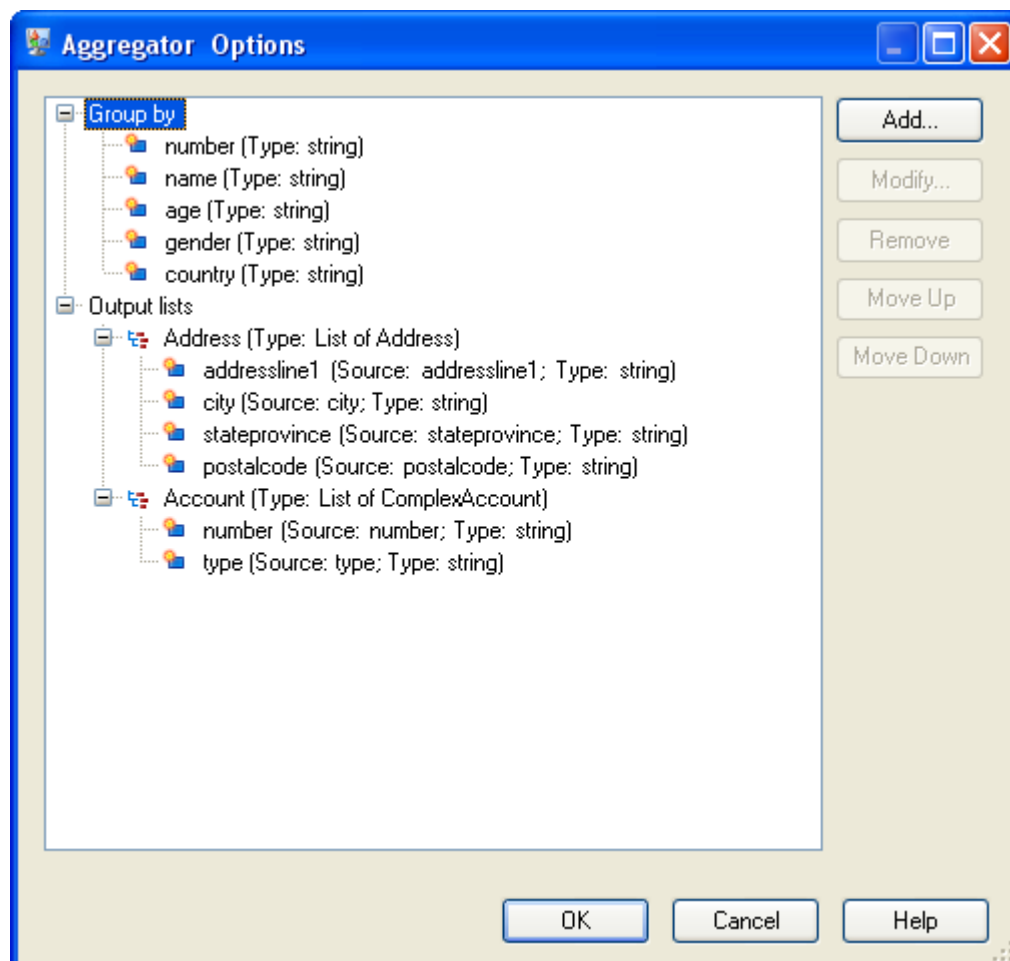 Aggregator Options
Group by
number (Type: string)
name (Type: string)
age (Type: string)
gender (Type: string)
country (Type: string)
Output lists
Address (Type: List of Address)
addressline1 (Source: addressline1; Type: string)
city (Source: city; Type: string)
stateprovince (Source: stateprovince; Type: string)
postalcode (Source: postalcode; Type: string)
Account (Type: List of ComplexAccount)
number (Source: number; Type: string)
type (Source: type; Type: string)
Add...
Modify...
Remove
Move Up
Move Down
OK Cancel Help